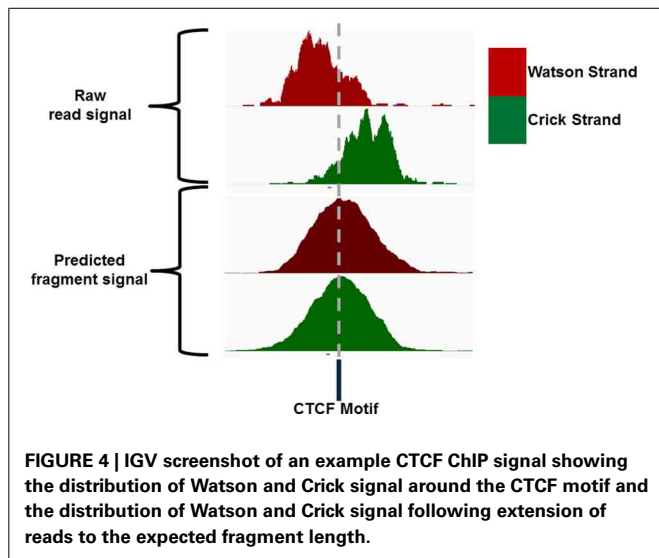 Raw
read signal
Watson Strand
Crick Strand
Predicted
fragment signal
CTCF Motif
FIGURE 4 | IGV screenshot of an example CTCF ChIP signal showing
the distribution of Watson and Crick signal around the CTCF motif and
the distribution of Watson and Crick signal following extension of
reads to the expected fragment length.